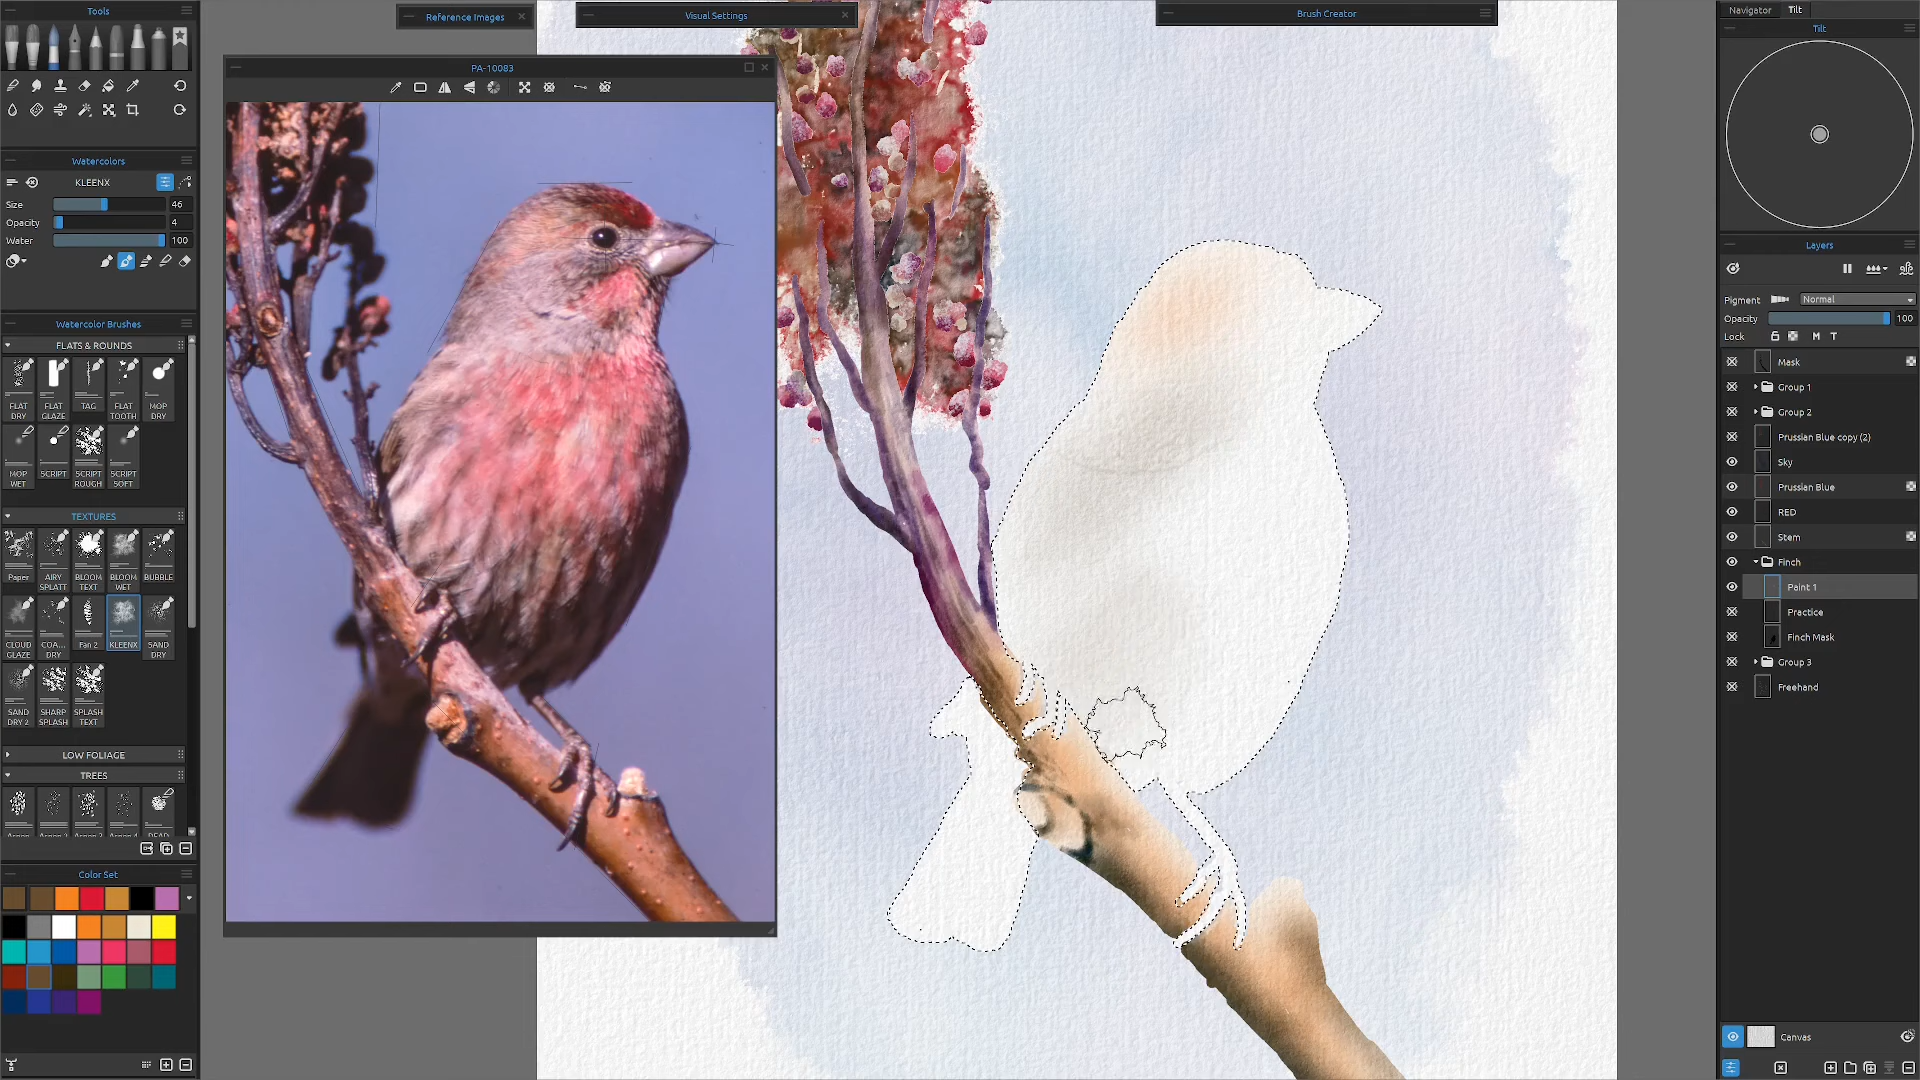 Tools
Reference Images
Visual Settings
Brush Creator
Navigator
Tilt
Tilt
PA-10083
Watercolors
KLEENX
Size 46
Opacity 4
Water 100
Watercolor Brushes
FLATS & ROUNDS
FLAT DRY
FLAT GLAZE
TAG
FLAT TOOTH
MOP DRY
MOP WET
SCRIPT
SCRIPT ROUGH
SCRIPT SOFT
TEXTURES
Paper
AIRY SPLATT
BLOOM TEXT
BLOOM WET
BUBBLE
CLOUD GLAZE
COA... DRY
Fan 2
KLEENX
SAND DRY
SAND DRY 2
SHARP SPLASH
SPLASH TEXT
LOW FOLIAGE
TREES
Color Set
Layers
Pigment Normal
Opacity 100
Lock M T
Mask
Group 1
Group 2
Prussian Blue copy (2)
Sky
Prussian Blue
RED
Stem
Finch
Paint 1
Practice
Finch Mask
Group 3
Freehand
Canvas